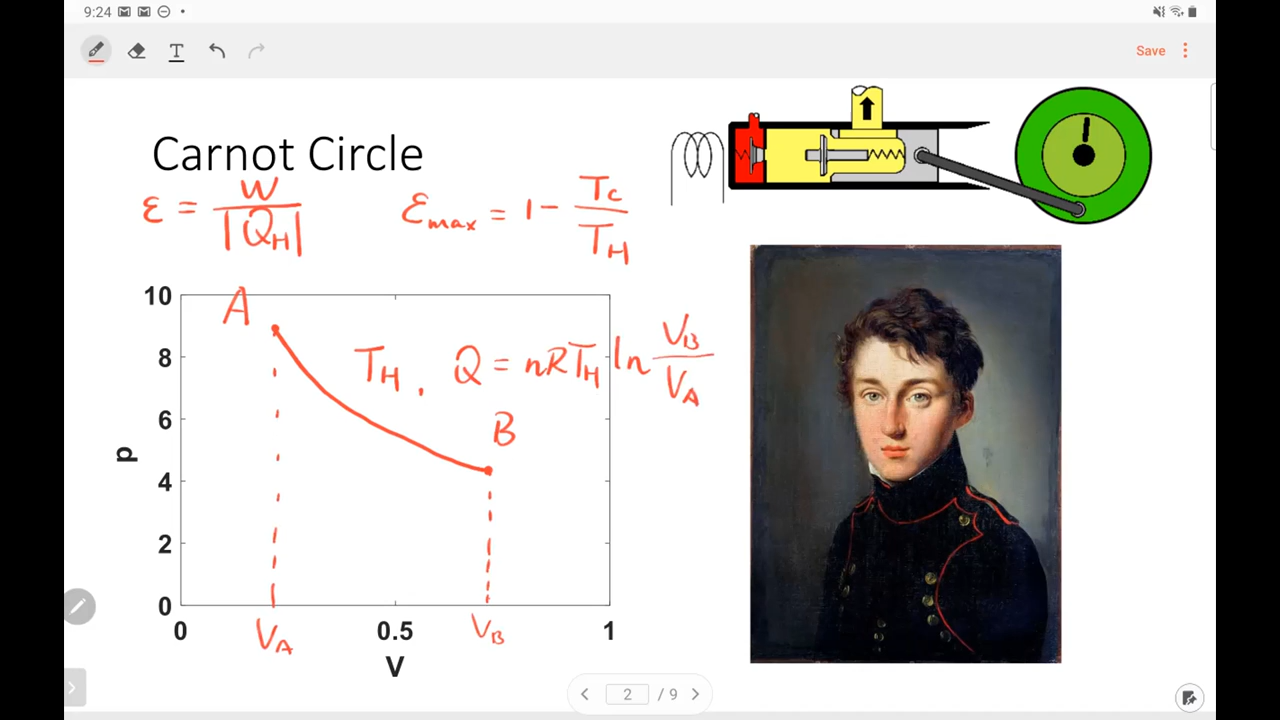 9:24
Save
Carnot Circle
ε = W / |Q_H|
ε_max = 1 - T_C / T_H
10
8
6
4
2
0
p
A
T_H , Q = nRT_H ln V_B / V_A
B
0
0.5
1
V_A
V_B
V
2 / 9